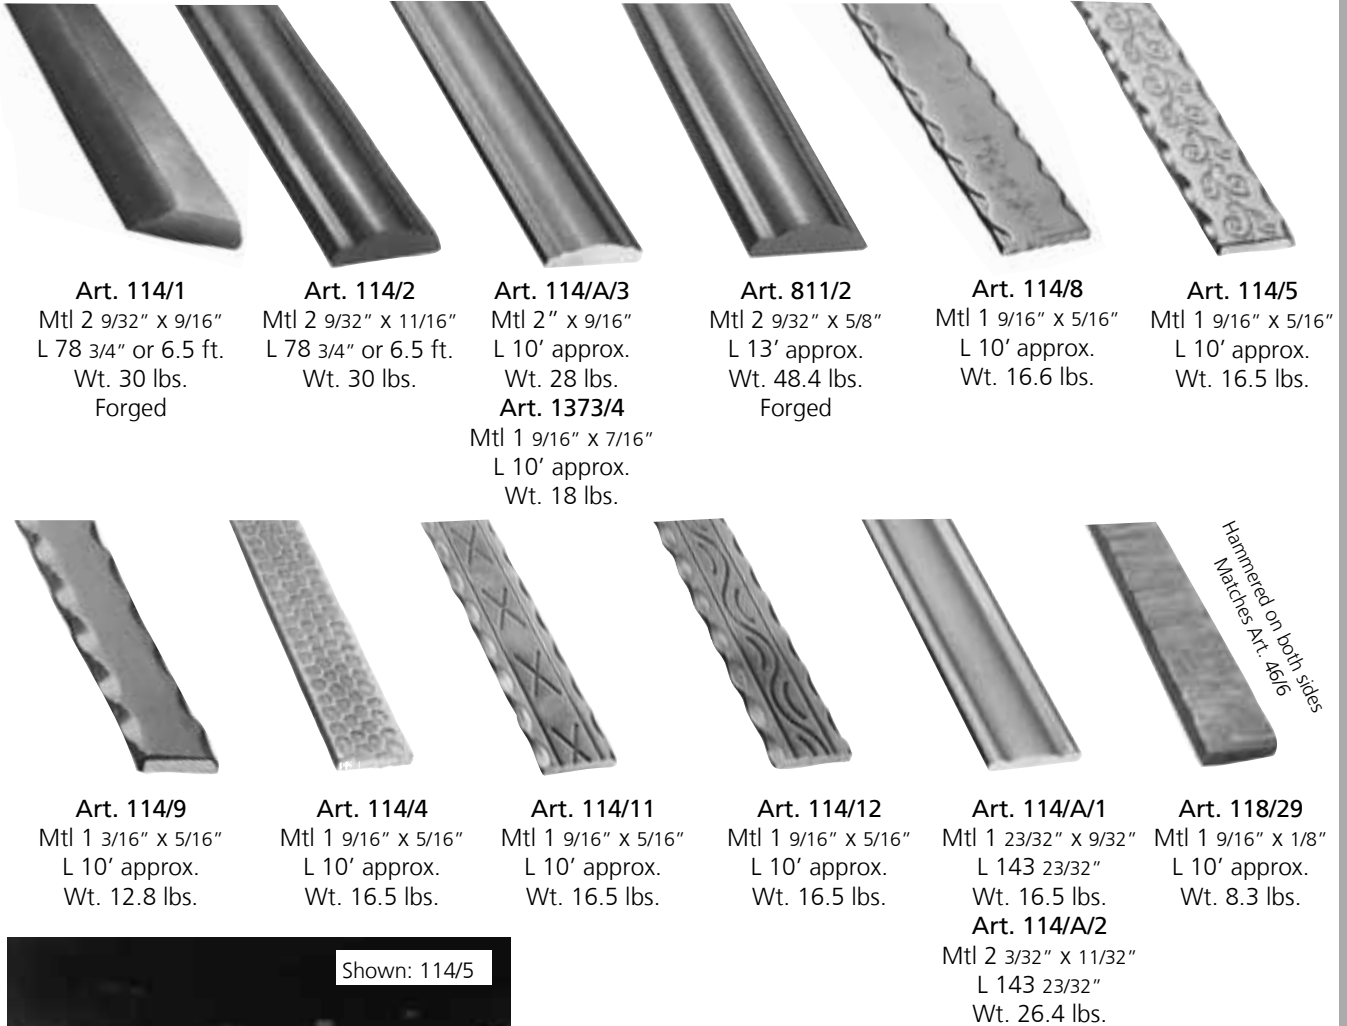 Art. 114/1
Mtl 2 9/32" x 9/16"
L 78 3/4" or 6.5 ft.
Wt. 30 lbs.
Forged
Art. 114/2
Mtl 2 9/32" x 11/16"
L 78 3/4" or 6.5 ft.
Wt. 30 lbs.
Art. 114/A/3
Mtl 2" x 9/16"
L 10' approx.
Wt. 28 lbs.
Art. 1373/4
Mtl 1 9/16" x 7/16"
L 10' approx.
Wt. 18 lbs.
Art. 811/2
Mtl 2 9/32" x 5/8"
L 13' approx.
Wt. 48.4 lbs.
Forged
Art. 114/8
Mtl 1 9/16" x 5/16"
L 10' approx.
Wt. 16.6 lbs.
Art. 114/5
Mtl 1 9/16" x 5/16"
L 10' approx.
Wt. 16.5 lbs.
Hammered on both sides
Matches Art. 46/6
Art. 114/9
Mtl 1 3/16" x 5/16"
L 10' approx.
Wt. 12.8 lbs.
Art. 114/4
Mtl 1 9/16" x 5/16"
L 10' approx.
Wt. 16.5 lbs.
Art. 114/11
Mtl 1 9/16" x 5/16"
L 10' approx.
Wt. 16.5 lbs.
Art. 114/12
Mtl 1 9/16" x 5/16"
L 10' approx.
Wt. 16.5 lbs.
Art. 114/A/1
Mtl 1 23/32" x 9/32"
L 143 23/32"
Wt. 16.5 lbs.
Art. 114/A/2
Mtl 2 3/32" x 11/32"
L 143 23/32"
Wt. 26.4 lbs.
Art. 118/29
Mtl 1 9/16" x 1/8"
L 10' approx.
Wt. 8.3 lbs.
Shown: 114/5